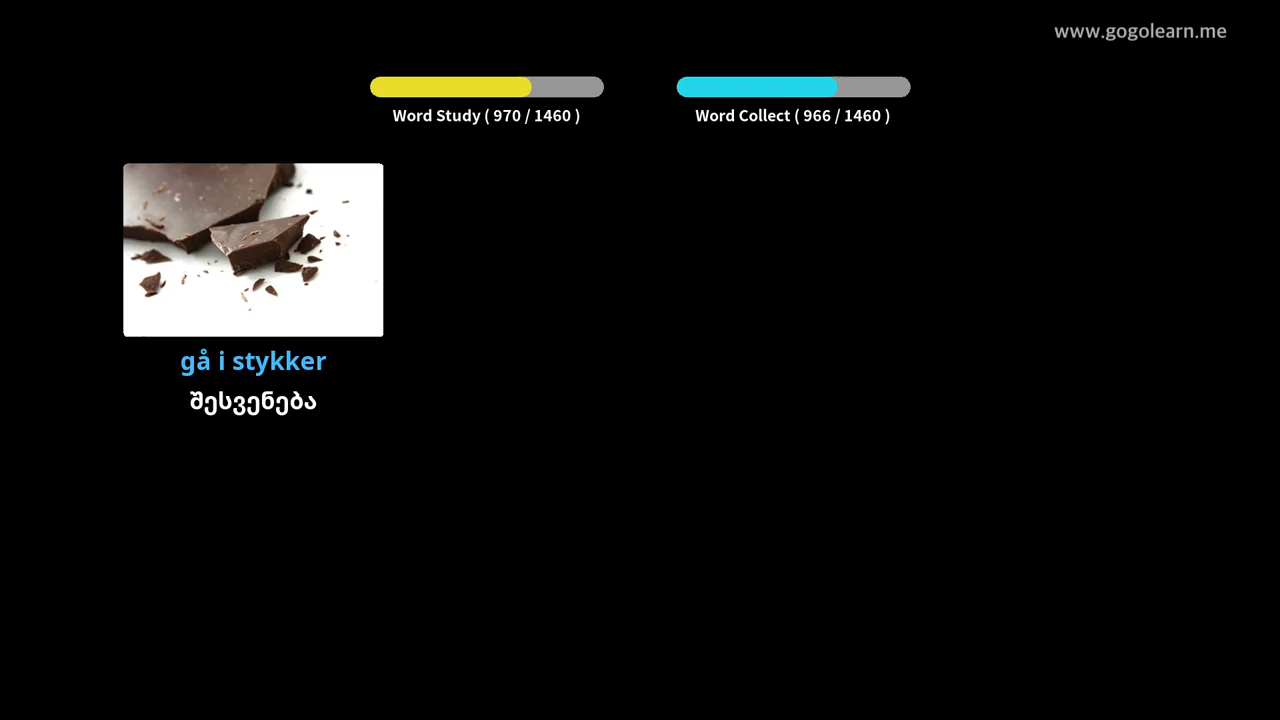 www.gogolearn.me
Word Study ( 970 / 1460 )
Word Collect ( 966 / 1460 )
gå i stykker
შესვენება